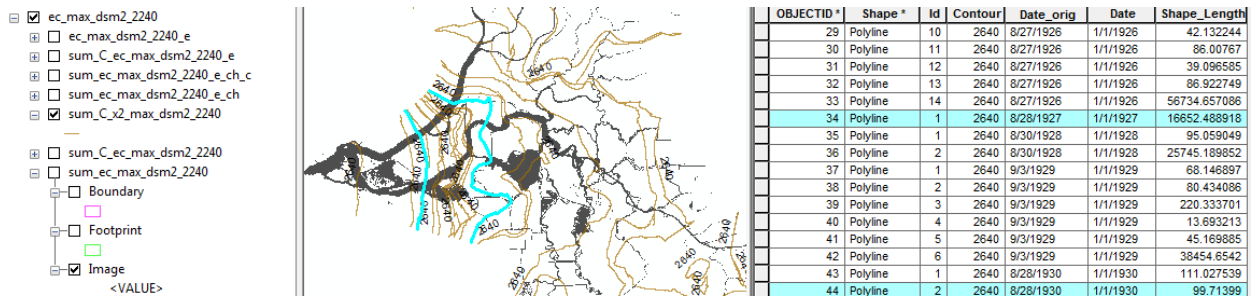 ec_max_dsm2_2240
ec_max_dsm2_2240_e
sum_C_ec_max_dsm2_2240_e
sum_ec_max_dsm2_2240_e_ch_c
sum_ec_max_dsm2_2240_e_ch
sum_C_x2_max_dsm2_2240
sum_C_ec_max_dsm2_2240
sum_ec_max_dsm2_2240
Boundary
Footprint
Image
<VALUE>
2640
2640
2640
2640
2640
2640
2640
2640
2640
2640
2640
2640
2640
2640
OBJECTID * Shape * Id Contour Date_orig Date Shape_Length
29 Polyline 10 2640 8/27/1926 1/1/1926 42.132244
30 Polyline 11 2640 8/27/1926 1/1/1926 86.00767
31 Polyline 12 2640 8/27/1926 1/1/1926 39.096585
32 Polyline 13 2640 8/27/1926 1/1/1926 86.922749
33 Polyline 14 2640 8/27/1926 1/1/1926 56734.657086
34 Polyline 1 2640 8/28/1927 1/1/1927 16652.488918
35 Polyline 1 2640 8/30/1928 1/1/1928 95.059049
36 Polyline 2 2640 8/30/1928 1/1/1928 25745.189852
37 Polyline 1 2640 9/3/1929 1/1/1929 68.146897
38 Polyline 2 2640 9/3/1929 1/1/1929 80.434086
39 Polyline 3 2640 9/3/1929 1/1/1929 220.333701
40 Polyline 4 2640 9/3/1929 1/1/1929 13.693213
41 Polyline 5 2640 9/3/1929 1/1/1929 45.169885
42 Polyline 6 2640 9/3/1929 1/1/1929 38454.6542
43 Polyline 1 2640 8/28/1930 1/1/1930 111.027539
44 Polyline 2 2640 8/28/1930 1/1/1930 99.71399